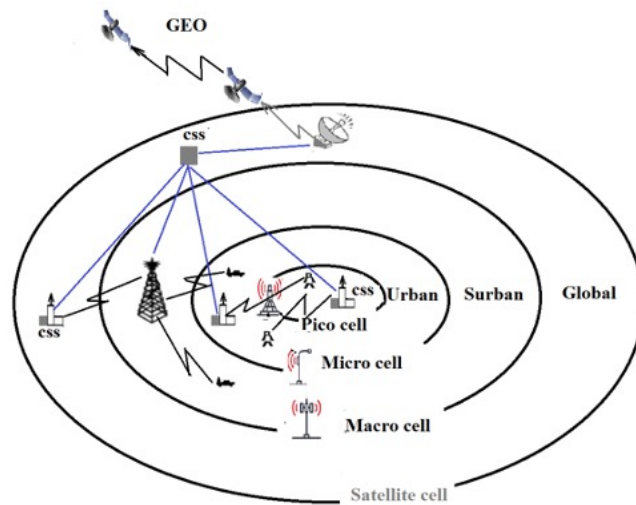 GEO
css
css
Urban
Surban
Global
css
Pico cell
Micro cell
Macro cell
Satellite cell